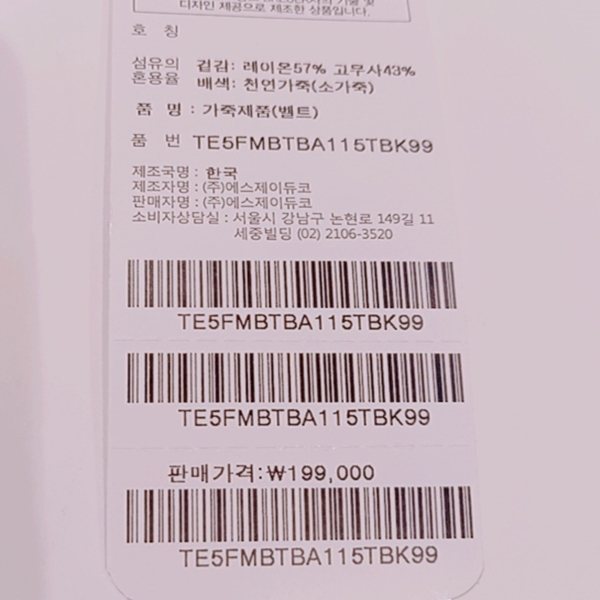 디자인 제공으로 제조한 상품입니다.
호 칭
섬유의 겉감: 레이온57% 고무사43%
혼용율 배색: 천연가죽(소가죽)
품 명 : 가죽제품(벨트)
품 번 TE5FMBTBA115TBK99
제조국명 : 한국
제조자명 : (주)에스제이듀코
판매자명 : (주)에스제이듀코
소비자상담실 : 서울시 강남구 논현로 149길 11
세중빌딩 (02) 2106-3520
TE5FMBTBA115TBK99
TE5FMBTBA115TBK99
판매가격:₩199,000
TE5FMBTBA115TBK99